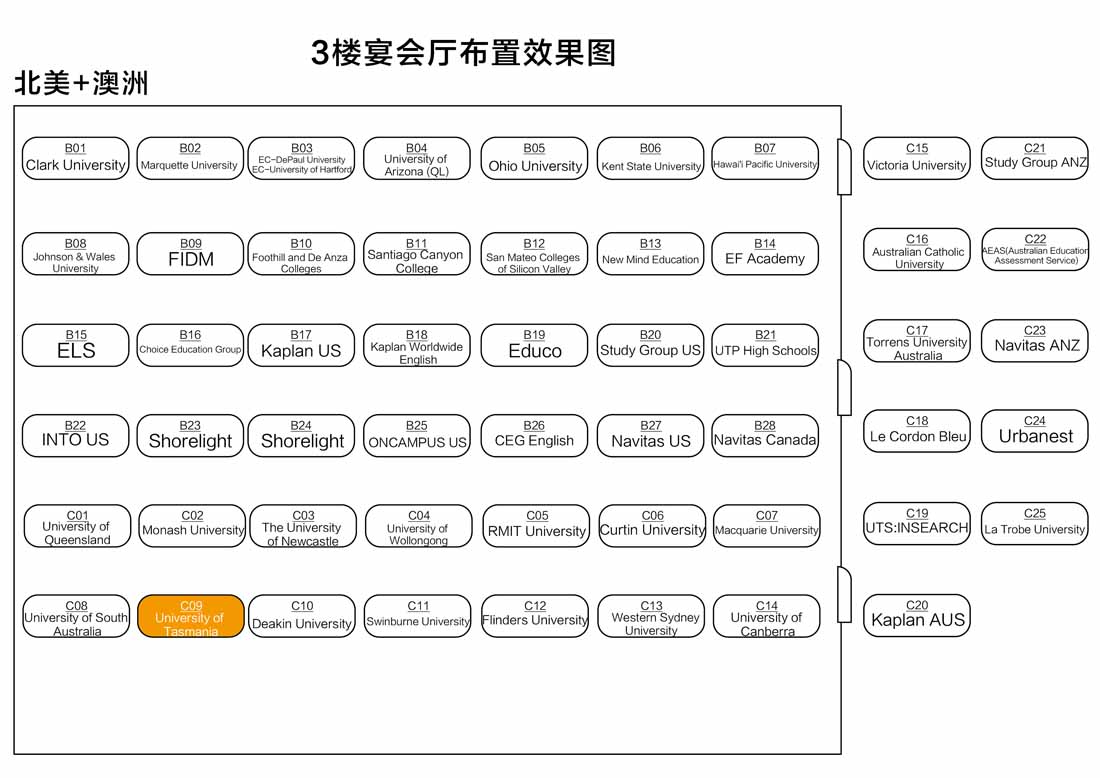 3楼宴会厅布置效果图
北美+澳洲
B01
Clark University
B02
Marquette University
B03
EC-DePaul University
EC-University of Hartford
B04
University of
Arizona (QL)
B05
Ohio University
B06
Kent State University
B07
Hawai'i Pacific University
C15
Victoria University
C21
Study Group ANZ
B08
Johnson & Wales
University
B09
FIDM
B10
Foothill and De Anza
Colleges
B11
Santiago Canyon
College
B12
San Mateo Colleges
of Silicon Valley
B13
New Mind Education
B14
EF Academy
C16
Australian Catholic
University
C22
AEAS(Australian Education
Assessment Service)
B15
ELS
B16
Choice Education Group
B17
Kaplan US
B18
Kaplan Worldwide
English
B19
Educo
B20
Study Group US
B21
UTP High Schools
C17
Torrens University
Australia
C23
Navitas ANZ
B22
INTO US
B23
Shorelight
B24
Shorelight
B25
ONCAMPUS US
B26
CEG English
B27
Navitas US
B28
Navitas Canada
C18
Le Cordon Bleu
C24
Urbanest
C01
University of
Queensland
C02
Monash University
C03
The University
of Newcastle
C04
University of
Wollongong
C05
RMIT University
C06
Curtin University
C07
Macquarie University
C19
UTS:INSEARCH
C25
La Trobe University
C08
University of South
Australia
C09
University of
Tasmania
C10
Deakin University
C11
Swinburne University
C12
Flinders University
C13
Western Sydney
University
C14
University of
Canberra
C20
Kaplan AUS